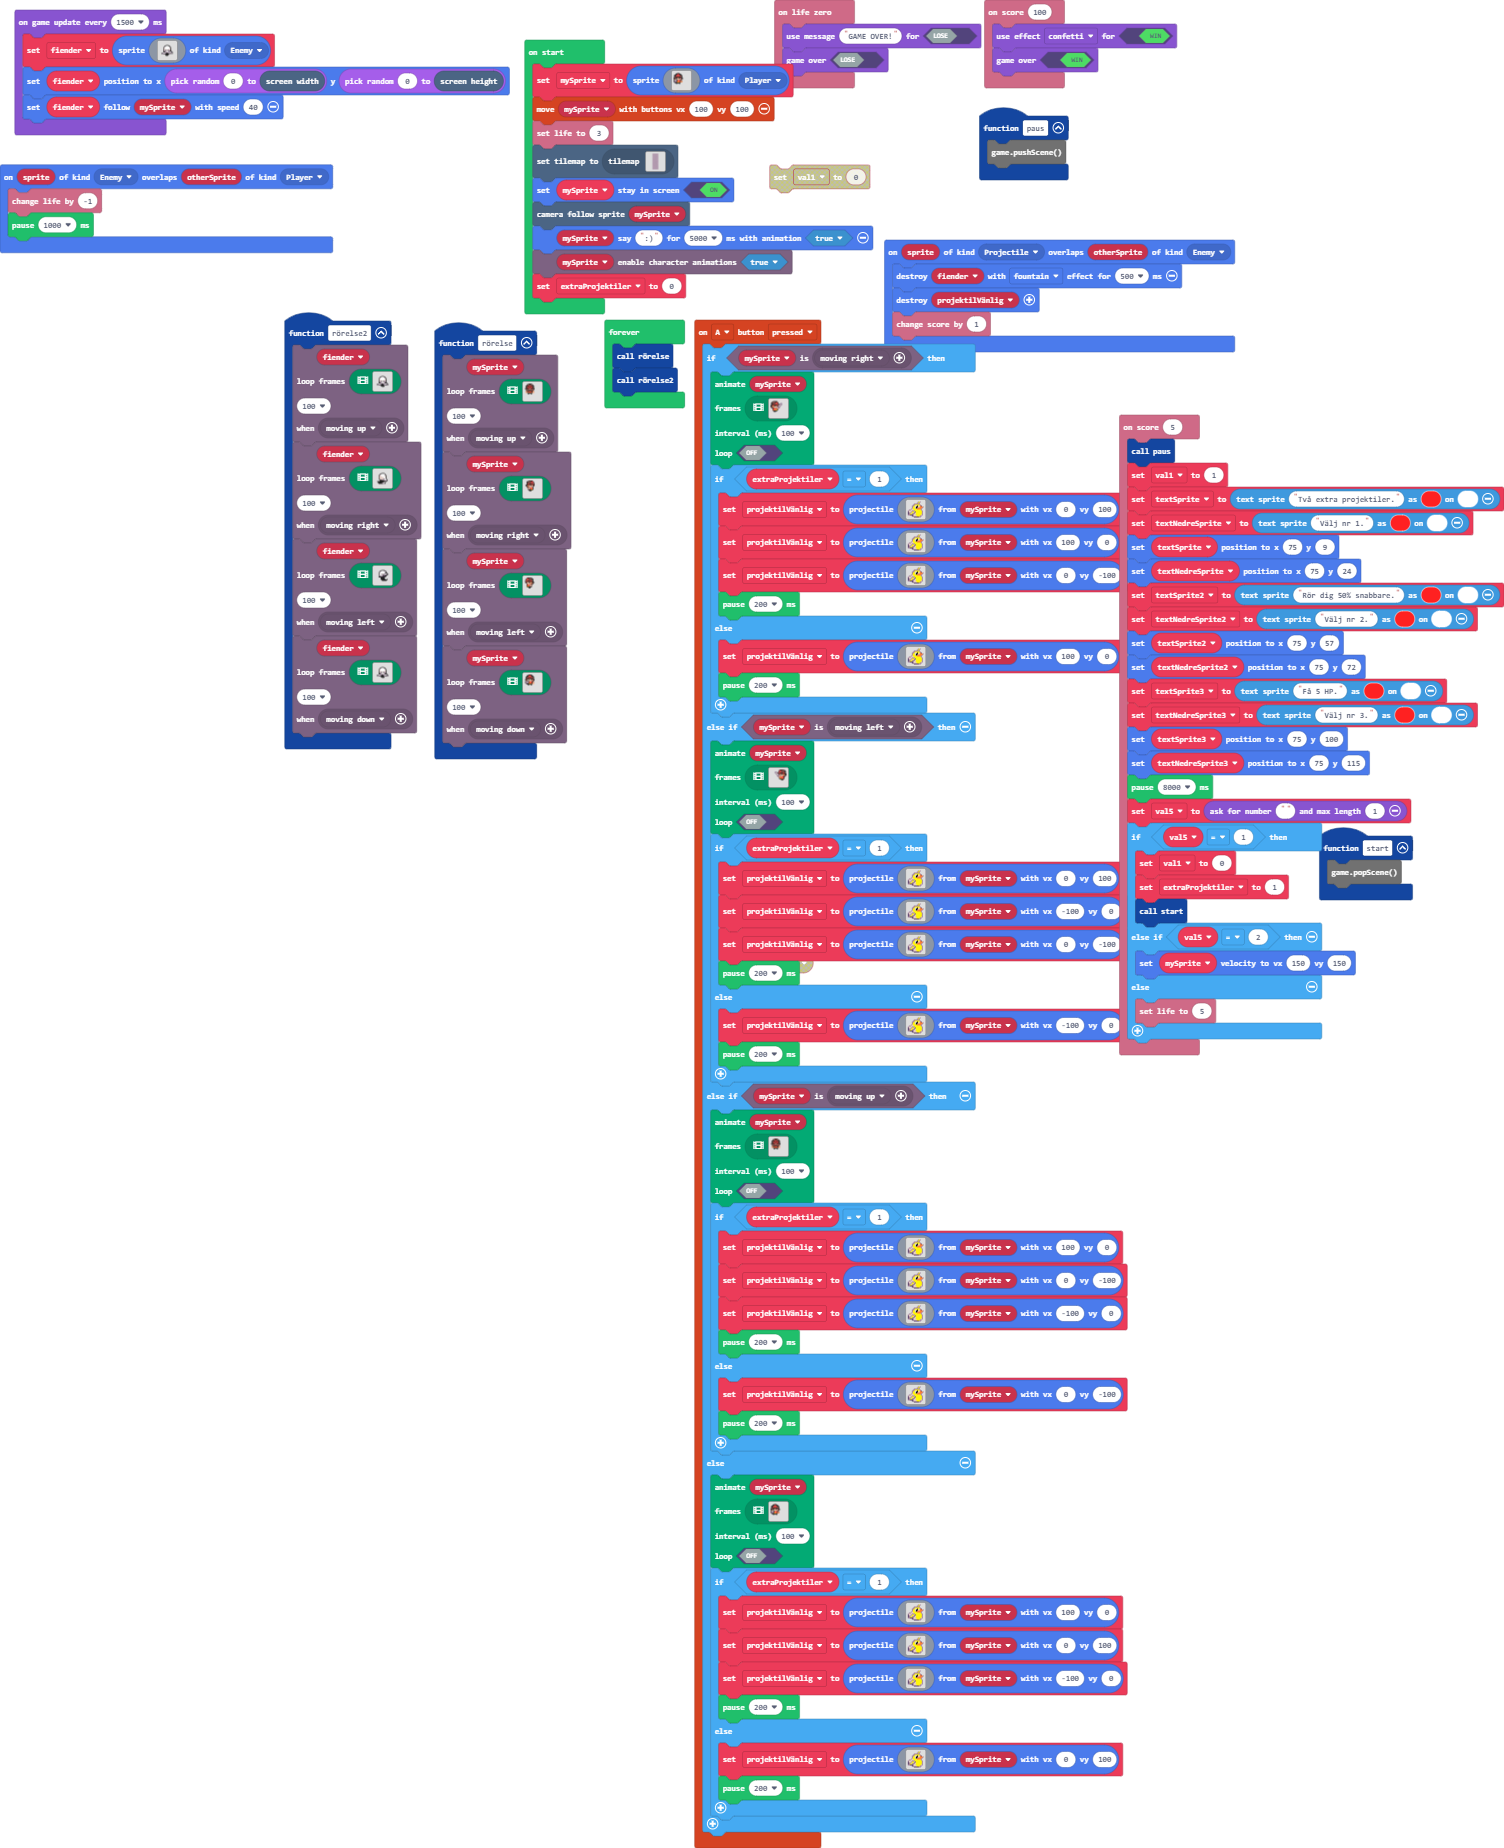 on game update every 1500 ms
set fiender to sprite of kind Enemy
set fiender position to x pick random 0 to screen width y pick random 0 to screen height
set fiender follow mySprite with speed 40
on sprite of kind Enemy overlaps otherSprite of kind Player
change life by -1
pause 1000 ms
on start
set mySprite to sprite of kind Player
move mySprite with buttons vx 100 vy 100
set life to 3
set tilemap to tilemap
set mySprite stay in screen ON
camera follow sprite mySprite
mySprite say ":)" for 5000 ms with animation true
mySprite enable character animations true
set extraProjektiler to 0
on life zero
use message "GAME OVER!" for LOSE
game over LOSE
on score 100
use effect confetti for WIN
game over WIN
function paus
game.pushScene()
set val1 to 0
on sprite of kind Projectile overlaps otherSprite of kind Enemy
destroy fiender with fountain effect for 500 ms
destroy projektilVänlig
change score by 1
function rörelse2
fiender
loop frames
100
when moving up
fiender
loop frames
100
when moving right
fiender
loop frames
100
when moving left
fiender
loop frames
100
when moving down
function rörelse
mySprite
loop frames
100
when moving up
mySprite
loop frames
100
when moving right
mySprite
loop frames
100
when moving left
mySprite
loop frames
100
when moving down
forever
call rörelse
call rörelse2
on A button pressed
if mySprite is moving right then
animate mySprite
frames
interval (ms) 100
loop OFF
if extraProjektiler = 1 then
set projektilVänlig to projectile from mySprite with vx 0 vy 100
set projektilVänlig to projectile from mySprite with vx 100 vy 0
set projektilVänlig to projectile from mySprite with vx 0 vy -100
pause 200 ms
else
set projektilVänlig to projectile from mySprite with vx 100 vy 0
pause 200 ms
else if mySprite is moving left then
animate mySprite
frames
interval (ms) 100
loop OFF
if extraProjektiler = 1 then
set projektilVänlig to projectile from mySprite with vx 0 vy 100
set projektilVänlig to projectile from mySprite with vx -100 vy 0
set projektilVänlig to projectile from mySprite with vx 0 vy -100
pause 200 ms
else
set projektilVänlig to projectile from mySprite with vx -100 vy 0
pause 200 ms
else if mySprite is moving up then
animate mySprite
frames
interval (ms) 100
loop OFF
if extraProjektiler = 1 then
set projektilVänlig to projectile from mySprite with vx 100 vy 0
set projektilVänlig to projectile from mySprite with vx 0 vy -100
set projektilVänlig to projectile from mySprite with vx -100 vy 0
pause 200 ms
else
set projektilVänlig to projectile from mySprite with vx 0 vy -100
pause 200 ms
else
animate mySprite
frames
interval (ms) 100
loop OFF
if extraProjektiler = 1 then
set projektilVänlig to projectile from mySprite with vx 100 vy 0
set projektilVänlig to projectile from mySprite with vx 0 vy 100
set projektilVänlig to projectile from mySprite with vx -100 vy 0
pause 200 ms
else
set projektilVänlig to projectile from mySprite with vx 0 vy 100
pause 200 ms
on score 5
call paus
set val1 to 1
set textSprite to text sprite "Två extra projektiler." as on
set textNedreSprite to text sprite "Välj nr 1." as on
set textSprite position to x 75 y 9
set textNedreSprite position to x 75 y 24
set textSprite2 to text sprite "Rör dig 50% snabbare." as on
set textNedreSprite2 to text sprite "Välj nr 2." as on
set textSprite2 position to x 75 y 57
set textNedreSprite2 position to x 75 y 72
set textSprite3 to text sprite "Få 5 HP." as on
set textNedreSprite3 to text sprite "Välj nr 3." as on
set textSprite3 position to x 75 y 100
set textNedreSprite3 position to x 75 y 115
pause 8000 ms
set valS to ask for number "" and max length 1
if valS = 1 then
set val1 to 0
set extraProjektiler to 1
call start
else if valS = 2 then
set mySprite velocity to vx 150 vy 150
else
set life to 5
function start
game.popScene()